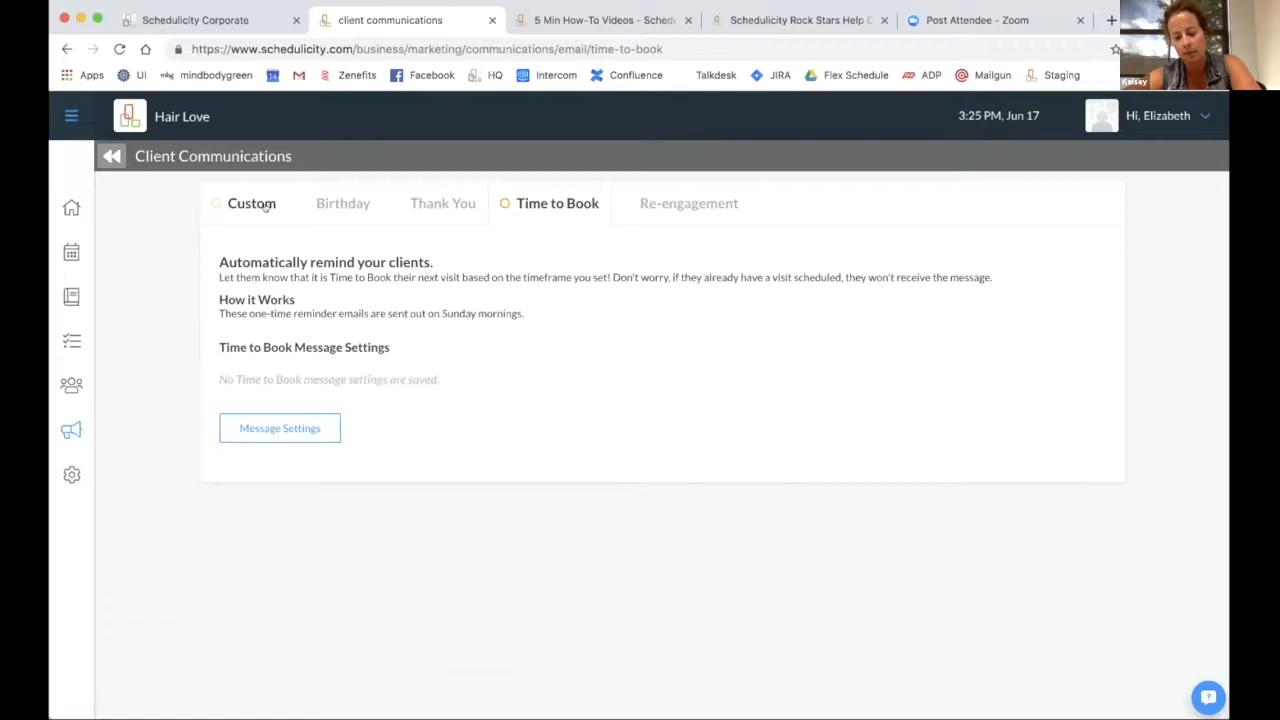 Schedulicity Corporate
client communications
5 Min How-To Videos - Sched
Schedulicity Rock Stars Help C
Post Attendee - Zoom
https://www.schedulicity.com/business/marketing/communications/email/time-to-book
Apps
UI
mbg mindbodygreen
Zenefits
Facebook
HQ
Intercom
Confluence
Talkdesk
JIRA
Flex Schedule
ADP
Mailgun
Staging
Kelsey
Hair Love
3:25 PM, Jun 17
Hi, Elizabeth
Client Communications
Custom
Birthday
Thank You
Time to Book
Re-engagement
Automatically remind your clients.
Let them know that it is Time to Book their next visit based on the timeframe you set! Don't worry, if they already have a visit scheduled, they won't receive the message.
How it Works
These one-time reminder emails are sent out on Sunday mornings.
Time to Book Message Settings
No Time to Book message settings are saved.
Message Settings